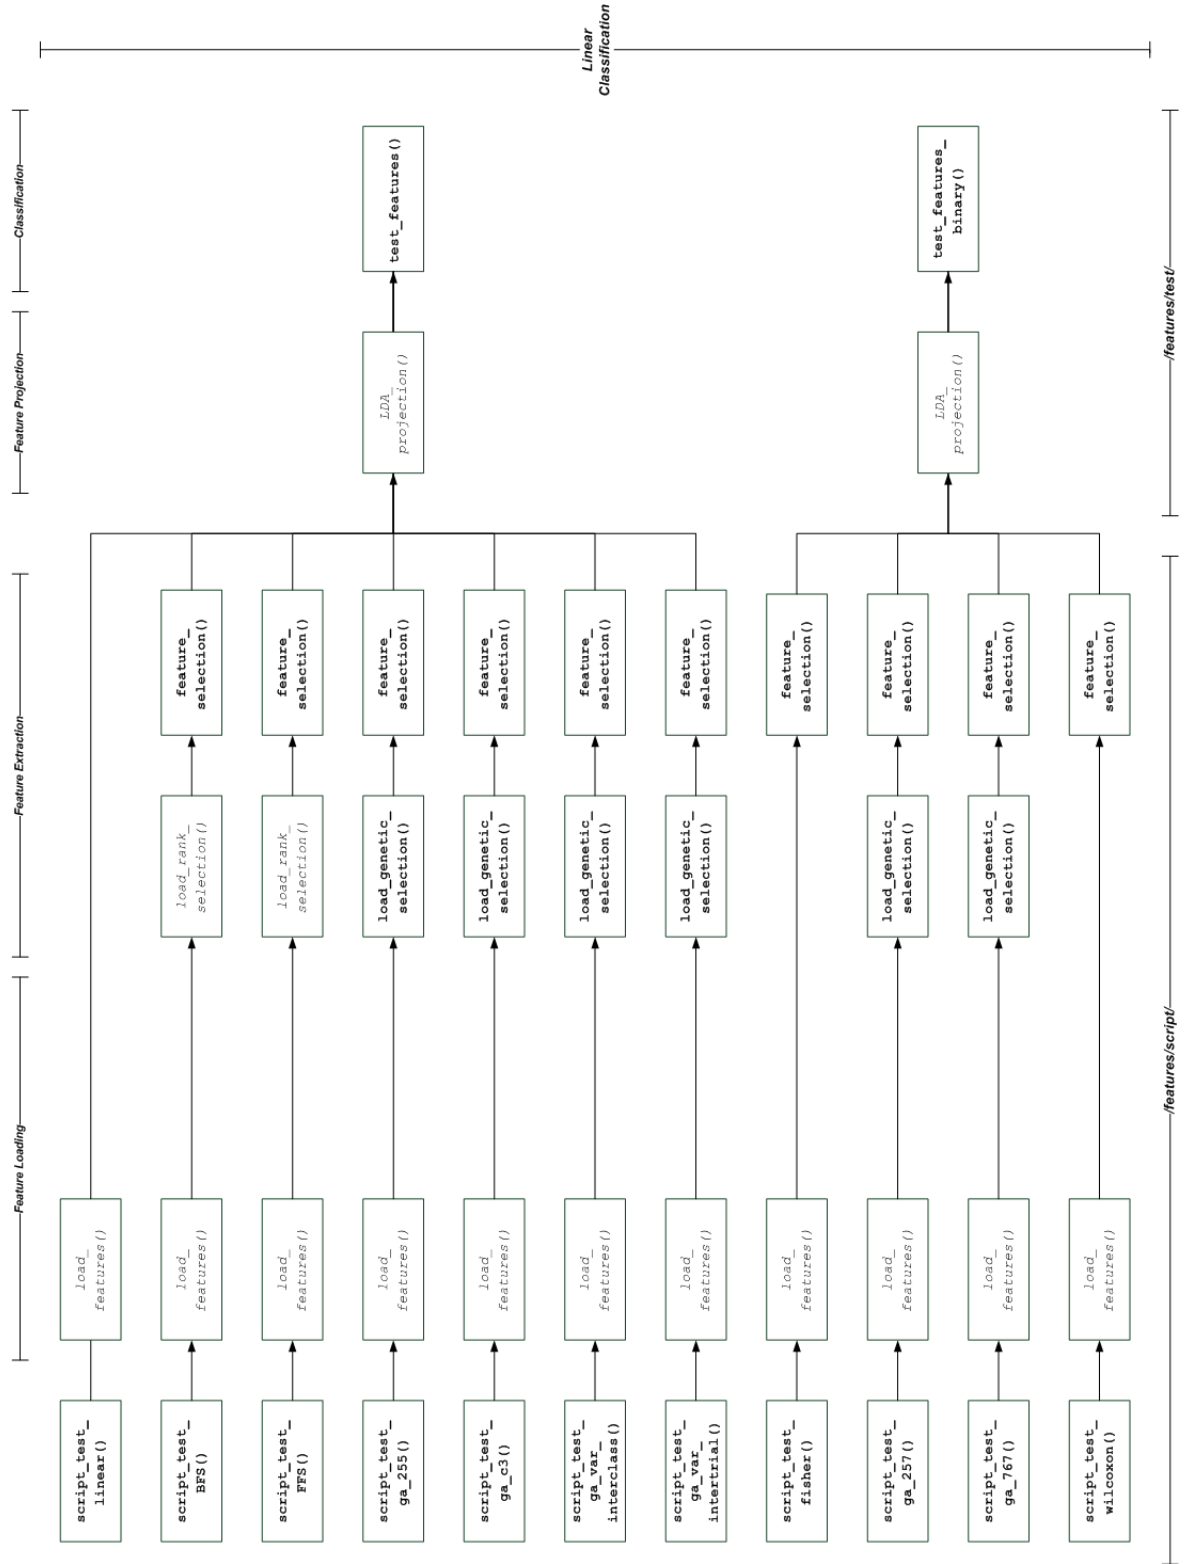 Linear
Classification
Classification
Feature Projection
Feature Extraction
Feature Loading
/features/test/
/features/script/
test_features()
test_features_
binary()
LDA_
projection()
LDA_
projection()
feature_
selection()
feature_
selection()
feature_
selection()
feature_
selection()
feature_
selection()
feature_
selection()
feature_
selection()
feature_
selection()
feature_
selection()
feature_
selection()
load_rank_
selection()
load_rank_
selection()
load_genetic_
selection()
load_genetic_
selection()
load_genetic_
selection()
load_genetic_
selection()
load_genetic_
selection()
load_genetic_
selection()
load_
features()
load_
features()
load_
features()
load_
features()
load_
features()
load_
features()
load_
features()
load_
features()
load_
features()
load_
features()
load_
features()
script_test_
linear()
script_test_
BFS()
script_test_
FFS()
script_test_
ga_255()
script_test_
ga_c3()
script_test_
ga_var_
interclass()
script_test_
ga_var_
intertrial()
script_test_
fisher()
script_test_
ga_257()
script_test_
ga_767()
script_test_
wilcoxon()